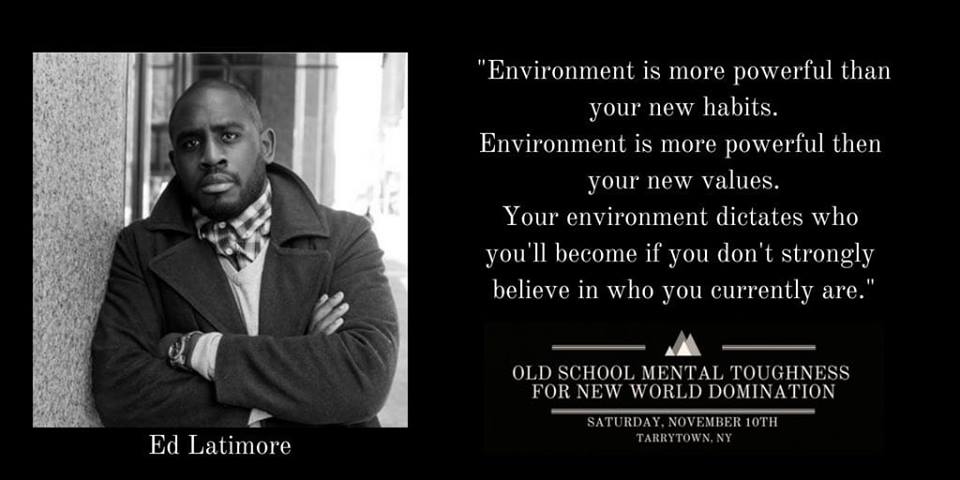 "Environment is more powerful than
your new habits.
Environment is more powerful then
your new values.
Your environment dictates who
you'll become if you don't strongly
believe in who you currently are."
OLD SCHOOL MENTAL TOUGHNESS
FOR NEW WORLD DOMINATION
SATURDAY, NOVEMBER 10TH
TARRYTOWN, NY
Ed Latimore